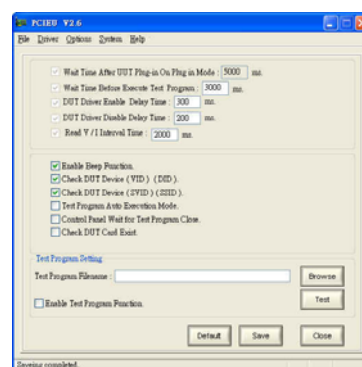 PCIEU V2.6
File Driver Options System Help
Wait Time After UUT Plug-in On Plug in Mode : 5000 ms.
Wait Time Before Execute Test Program : 3000 ms.
DUT Driver Enable Delay Time : 300 ms.
DUT Driver Disable Delay Time : 200 ms.
Read V / I Interval Time : 2000 ms.
Enable Beep Function.
Check DUT Device ( VID ) ( DID ).
Check DUT Device ( SVID ) ( SSID ).
Test Program Auto Execution Mode.
Control Panel Wait for Test Program Close.
Check DUT Card Exist.
Test Program Setting
Test Program Filename : Browse
Enable Test Program Function. Test
Default Save Close
Saveing completed.